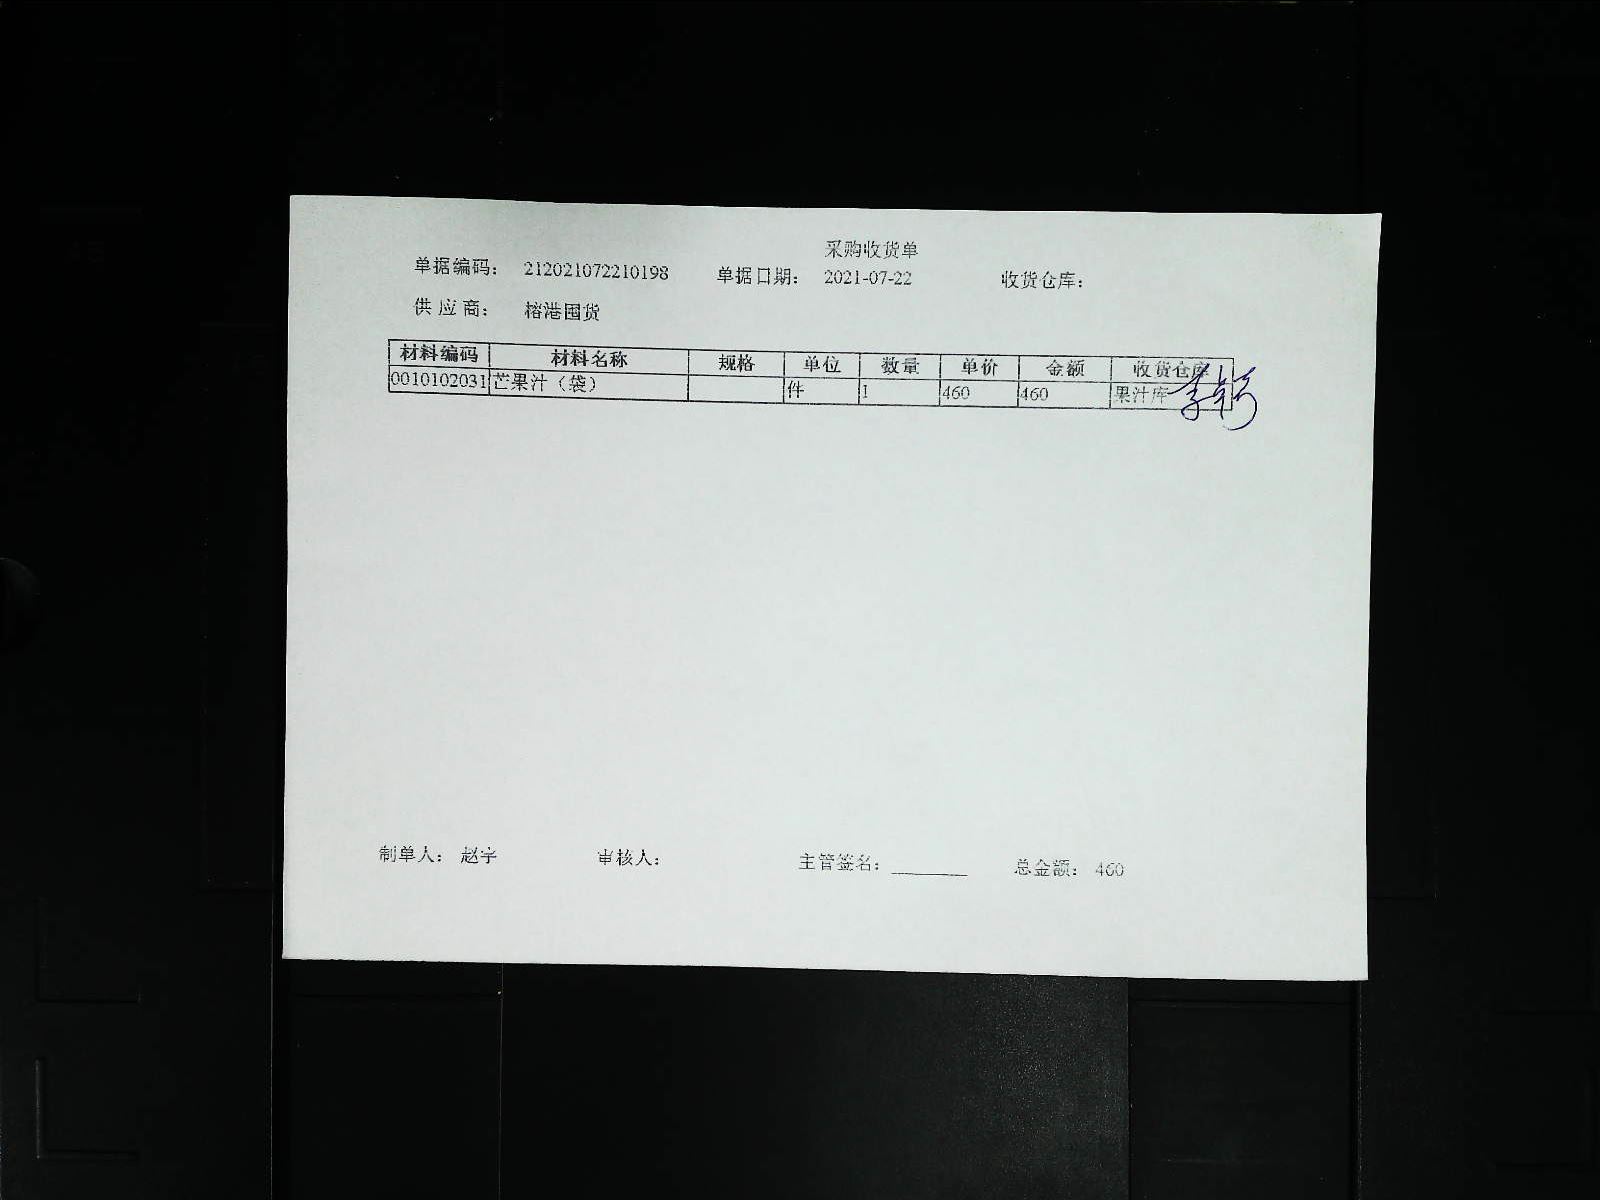 采购收货单
单据编码： 212021072210198 单据日期： 2021-07-22 收货仓库：
供应商： 榕港囤货
材料编码 材料名称 规格 单位 数量 单价 金额 收货仓库
0010102031 芒果汁（袋） 件 1 460 460 果汁库
制单人： 赵宇 审核人： 主管签名： 总金额： 460